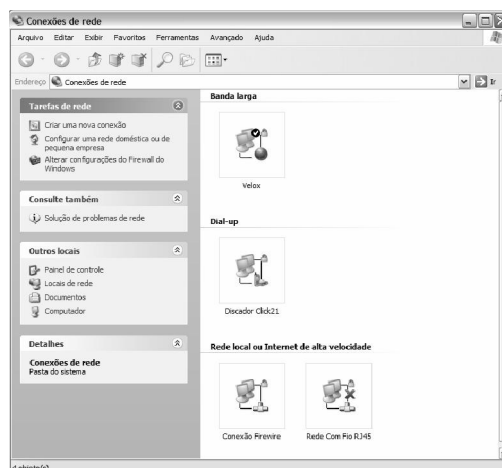 Conexões de rede
Arquivo Editar Exibir Favoritos Ferramentas Avançado Ajuda
Endereço Conexões de rede Ir
Tarefas de rede
Criar uma nova conexão
Configurar uma rede doméstica ou de
pequena empresa
Alterar configurações do Firewall do
Windows
Consulte também
Solução de problemas de rede
Outros locais
Painel de controle
Locais de rede
Documentos
Computador
Detalhes
Conexões de rede
Pasta do sistema
Banda larga
Velox
Dial-up
Discador Click21
Rede local ou Internet de alta velocidade
Conexão Firewire Rede Com Fio RJ45
4 objeto(s)